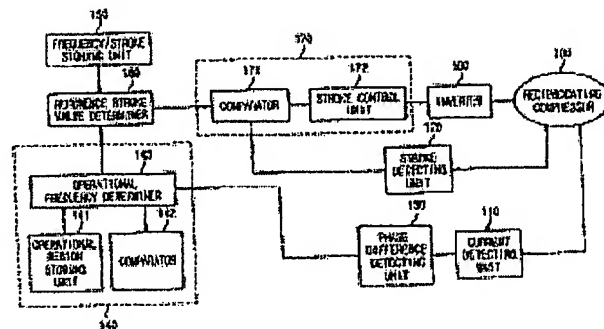 150
FREQUENCY/STROKE
STORING UNIT
160
REFERENCE STROKE
VALUE DETERMINER
170
171
COMPARATOR
172
STROKE CONTROL
UNIT
INVERTER
100
RECIPROCATING
COMPRESSOR
120
STROKE
DETECTING
UNIT
143
OPERATIONAL
FREQUENCY DETERMINER
141
OPERATIONAL
REGION
STORING
UNIT
142
COMPARATOR
130
PHASE
DIFFERENCE
DETECTING
UNIT
110
CURRENT
DETECTING
UNIT
140